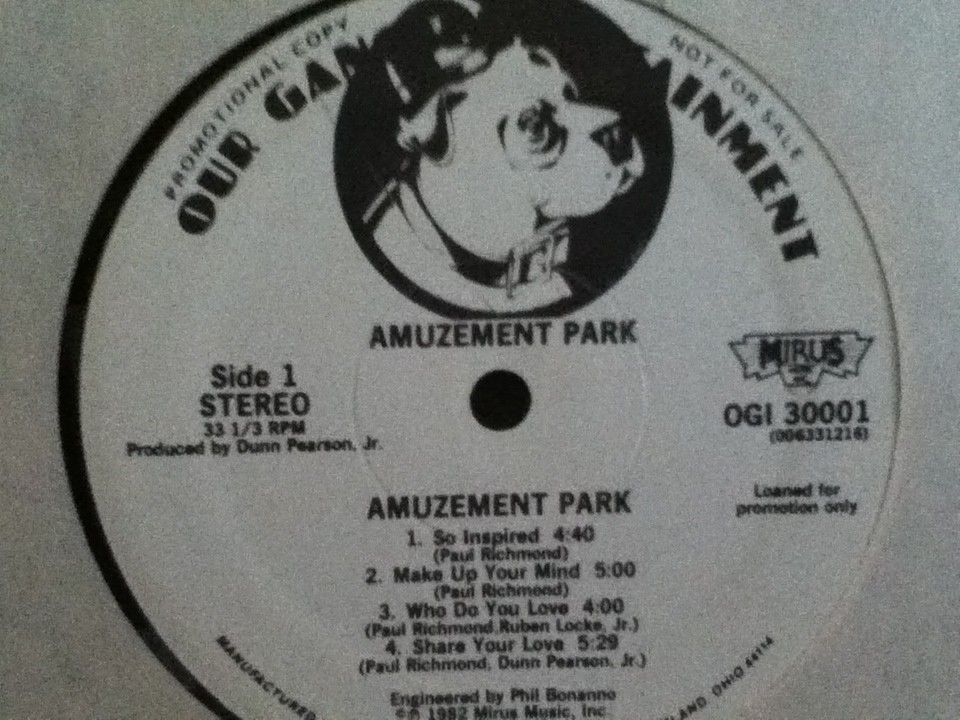 PROMOTIONAL COPY
NOT FOR SALE
OUR GAN
AINMENT
AMUZEMENT PARK
Side 1
STEREO
33 1/3 RPM
Produced by Dunn Pearson, Jr.
MIRUS
OGI 30001
(006331216)
Loaned for
promotion only
AMUZEMENT PARK
1. So Inspired 4:40
(Paul Richmond)
2. Make Up Your Mind 5:00
(Paul Richmond)
3. Who Do You Love 4:00
(Paul Richmond,Ruben Locke, Jr.)
4. Share Your Love 5:29
(Paul Richmond, Dunn Pearson, Jr.)
Engineered by Phil Bonanno
©℗ 1982 Mirus Music, Inc.
MANUFACTURED
AND, OHIO 44114